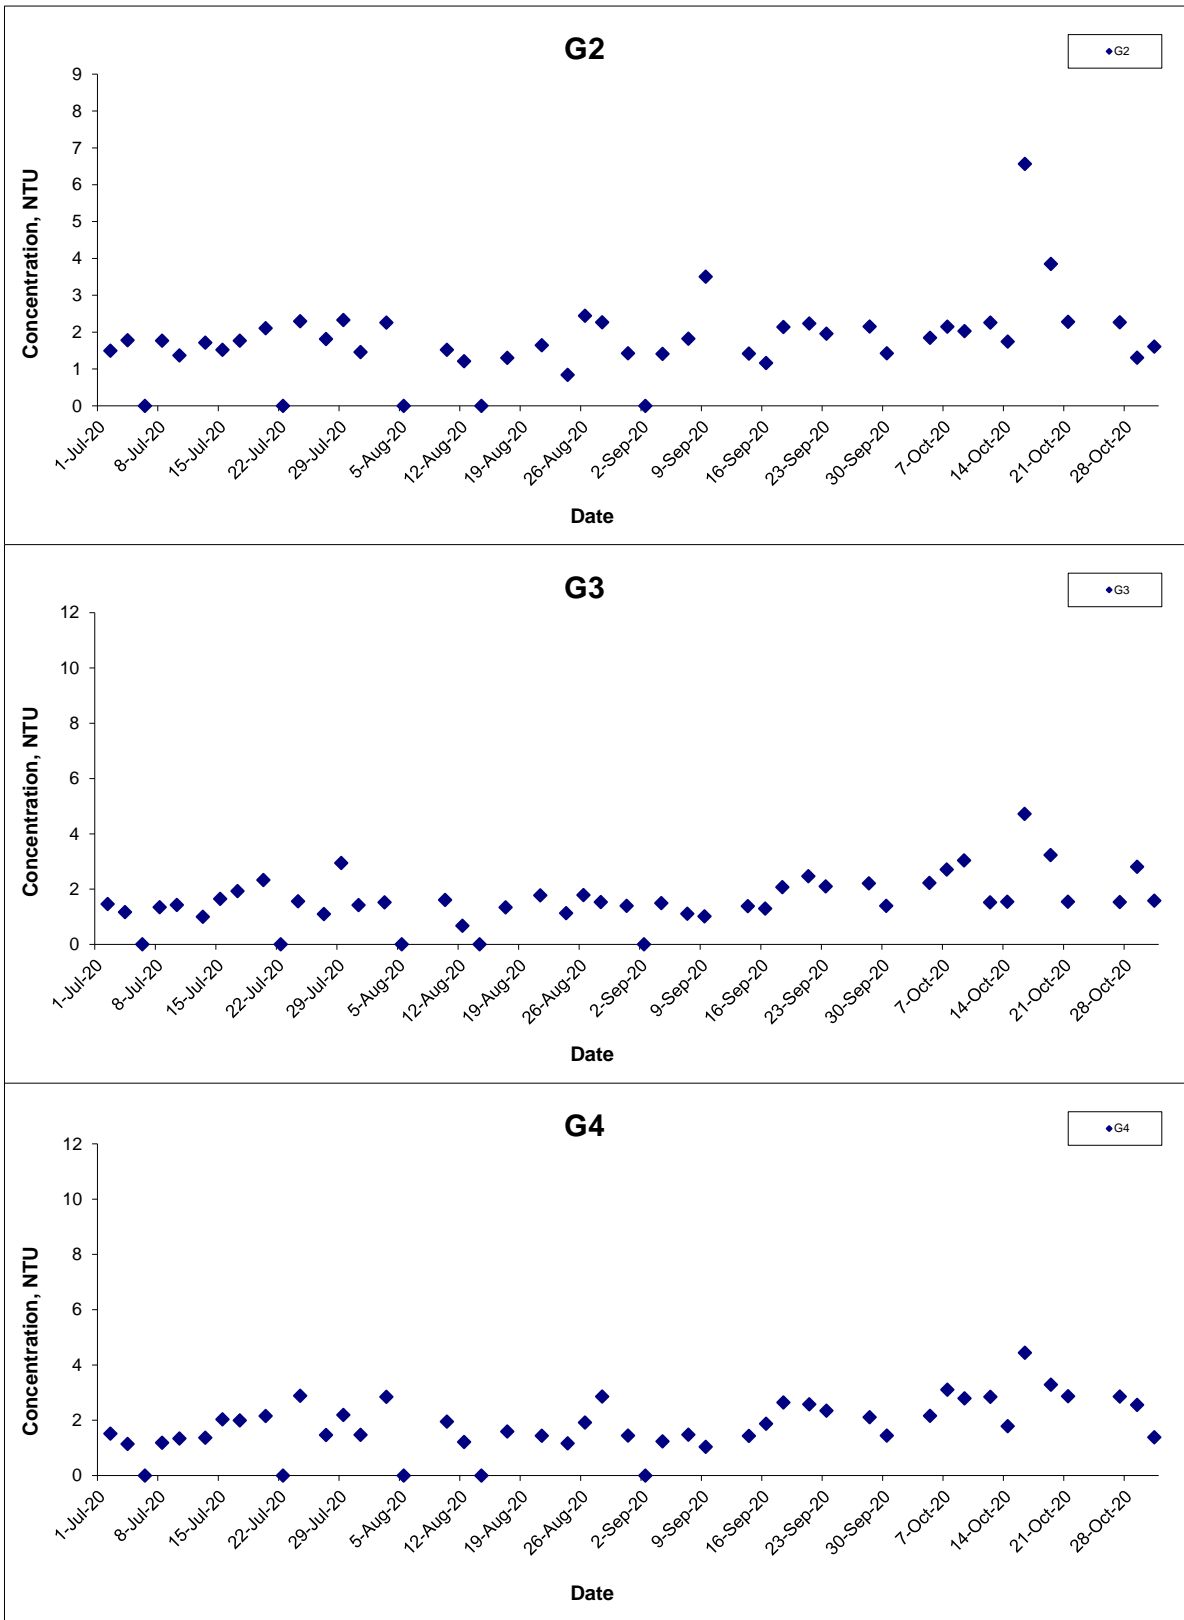 G2
G2
9
8
7
6
5
4
3
2
1
0
Concentration, NTU
1-Jul-20
8-Jul-20
15-Jul-20
22-Jul-20
29-Jul-20
5-Aug-20
12-Aug-20
19-Aug-20
26-Aug-20
2-Sep-20
9-Sep-20
16-Sep-20
23-Sep-20
30-Sep-20
7-Oct-20
14-Oct-20
21-Oct-20
28-Oct-20
Date
G3
G3
12
10
8
6
4
2
0
Concentration, NTU
1-Jul-20
8-Jul-20
15-Jul-20
22-Jul-20
29-Jul-20
5-Aug-20
12-Aug-20
19-Aug-20
26-Aug-20
2-Sep-20
9-Sep-20
16-Sep-20
23-Sep-20
30-Sep-20
7-Oct-20
14-Oct-20
21-Oct-20
28-Oct-20
Date
G4
G4
12
10
8
6
4
2
0
Concentration, NTU
1-Jul-20
8-Jul-20
15-Jul-20
22-Jul-20
29-Jul-20
5-Aug-20
12-Aug-20
19-Aug-20
26-Aug-20
2-Sep-20
9-Sep-20
16-Sep-20
23-Sep-20
30-Sep-20
7-Oct-20
14-Oct-20
21-Oct-20
28-Oct-20
Date